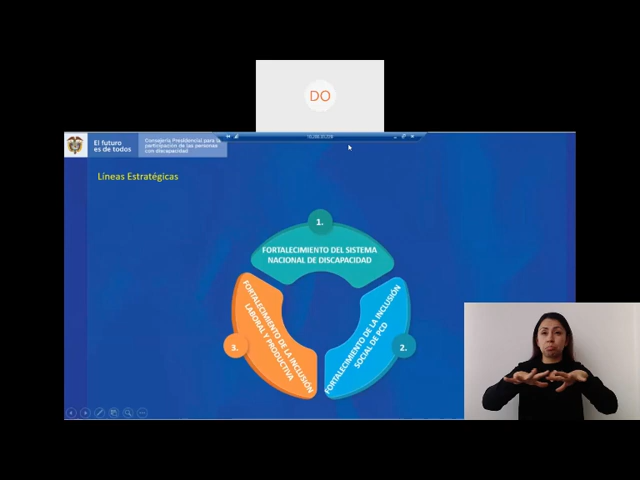 DO
El futuro
es de todos
Consejería Presidencial para la
participación de las personas
con discapacidad
Líneas Estratégicas
1.
FORTALECIMIENTO DEL SISTEMA
NACIONAL DE DISCAPACIDAD
FORTALECIMIENTO DE LA INCLUSIÓN
LABORAL Y PRODUCTIVA
3.
FORTALECIMIENTO DE LA INCLUSIÓN
SOCIAL DE PCD
2.